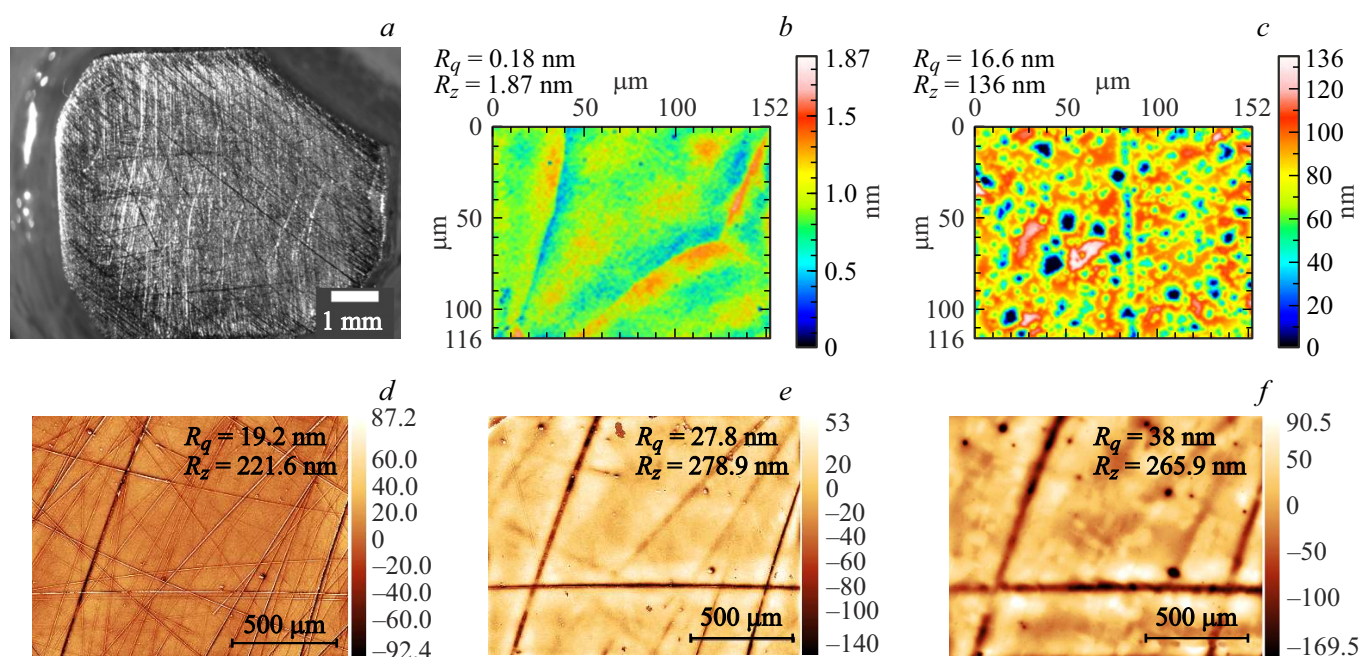 a
1 mm
b
R_q = 0.18 nm
R_z = 1.87 nm
μm
0 50 100 152
0
50
100
116
μm
1.87
1.5
1.0
0.5
0
nm
c
R_q = 16.6 nm
R_z = 136 nm
μm
0 50 100 152
0
50
100
116
μm
136
120
100
80
60
40
20
0
nm
d
R_q = 19.2 nm
R_z = 221.6 nm
500 μm
87.2
60.0
40.0
20.0
0
–20.0
–40.0
–60.0
–92.4
e
R_q = 27.8 nm
R_z = 278.9 nm
500 μm
53
20
0
–20
–40
–60
–80
–100
–140
f
R_q = 38 nm
R_z = 265.9 nm
500 μm
90.5
50
0
–50
–100
–169.5